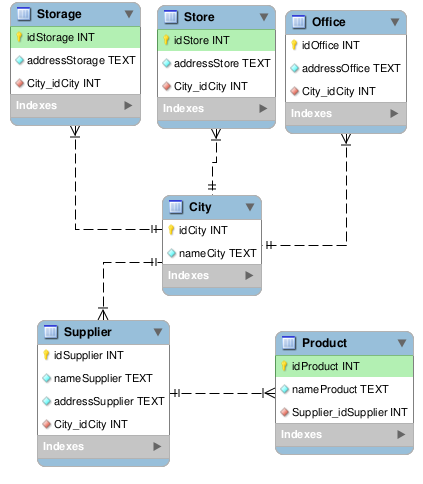 Storage
idStorage INT
addressStorage TEXT
City_idCity INT
Indexes
Store
idStore INT
addressStore TEXT
City_idCity INT
Indexes
Office
idOffice INT
addressOffice TEXT
City_idCity INT
Indexes
City
idCity INT
nameCity TEXT
Indexes
Supplier
idSupplier INT
nameSupplier TEXT
addressSupplier TEXT
City_idCity INT
Indexes
Product
idProduct INT
nameProduct TEXT
Supplier_idSupplier INT
Indexes